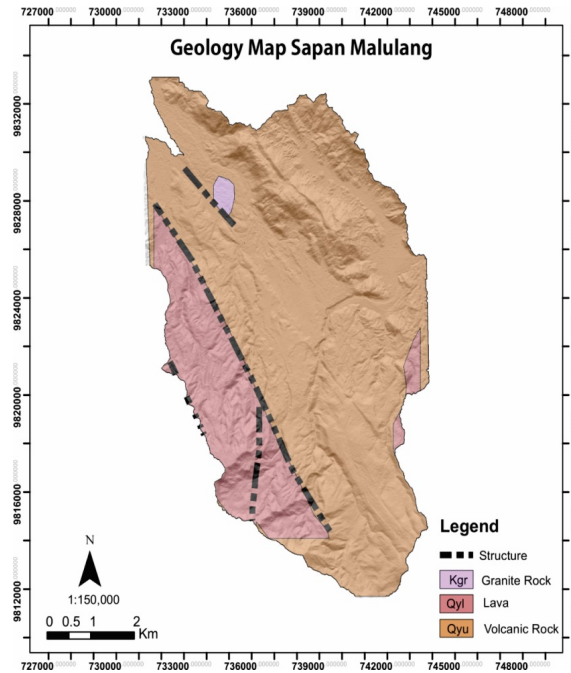 727000 730000 733000 736000 739000 742000 745000 748000
Geology Map Sapan Malulang
9832000
9828000
9824000
9820000
9816000
9812000
Legend
Structure
Kgr Granite Rock
Qyl Lava
Qyu Volcanic Rock
N
1:150,000
0 0.5 1 2
Km
727000 730000 733000 736000 739000 742000 745000 748000